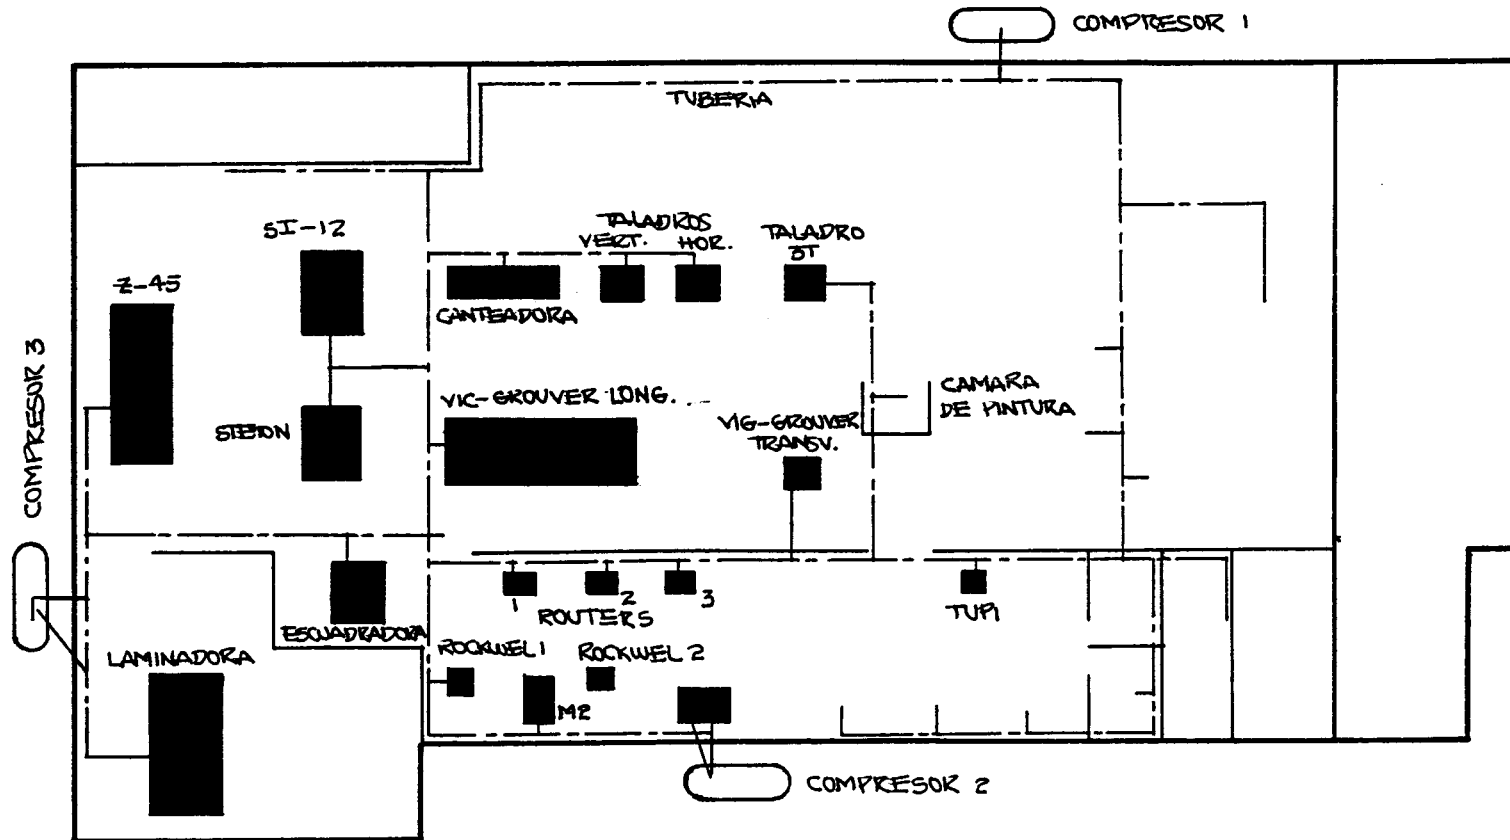 COMPRESOR 1
TUBERIA
SI-12
TALADROS
VERT. HOR.
TALADRO
3T
Z-45
CANTEADORA
COMPRESOR 3
VIC-GROUVER LONG.
CAMARA
DE PINTURA
STETON
VIG-GROUVER
TRANSV.
1 2 3
ROUTERS
TUPI
ESCUADRADORA
ROCKWEL 1
ROCKWEL 2
LAMINADORA
M2
COMPRESOR 2